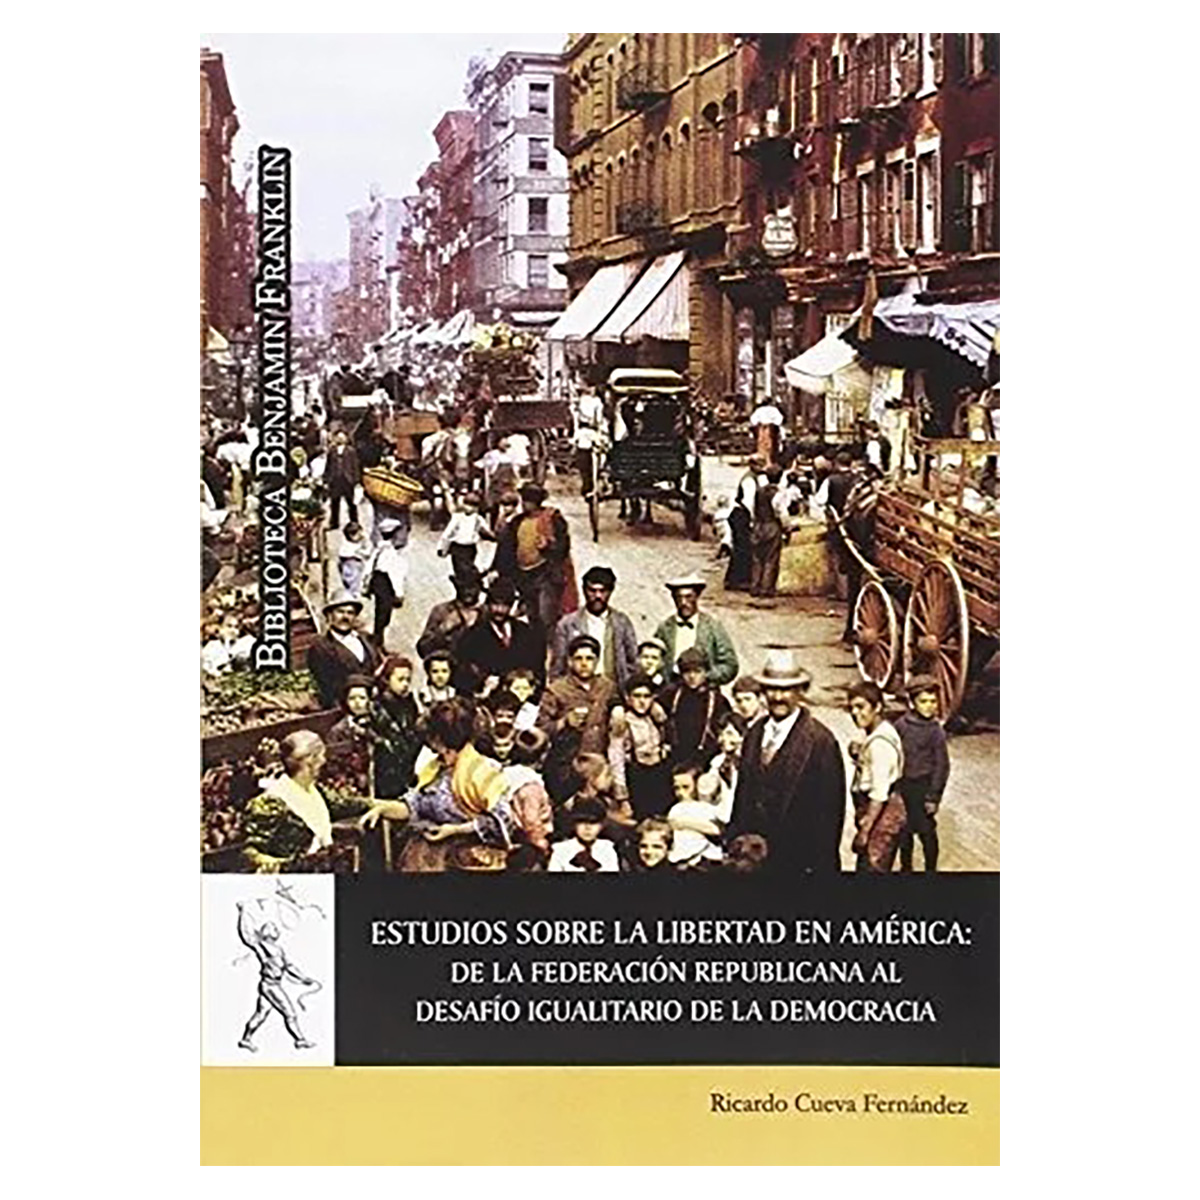 BIBLIOTECA BENJAMIN FRANKLIN
ESTUDIOS SOBRE LA LIBERTAD EN AMÉRICA:
DE LA FEDERACIÓN REPUBLICANA AL
DESAFÍO IGUALITARIO DE LA DEMOCRACIA
Ricardo Cueva Fernández